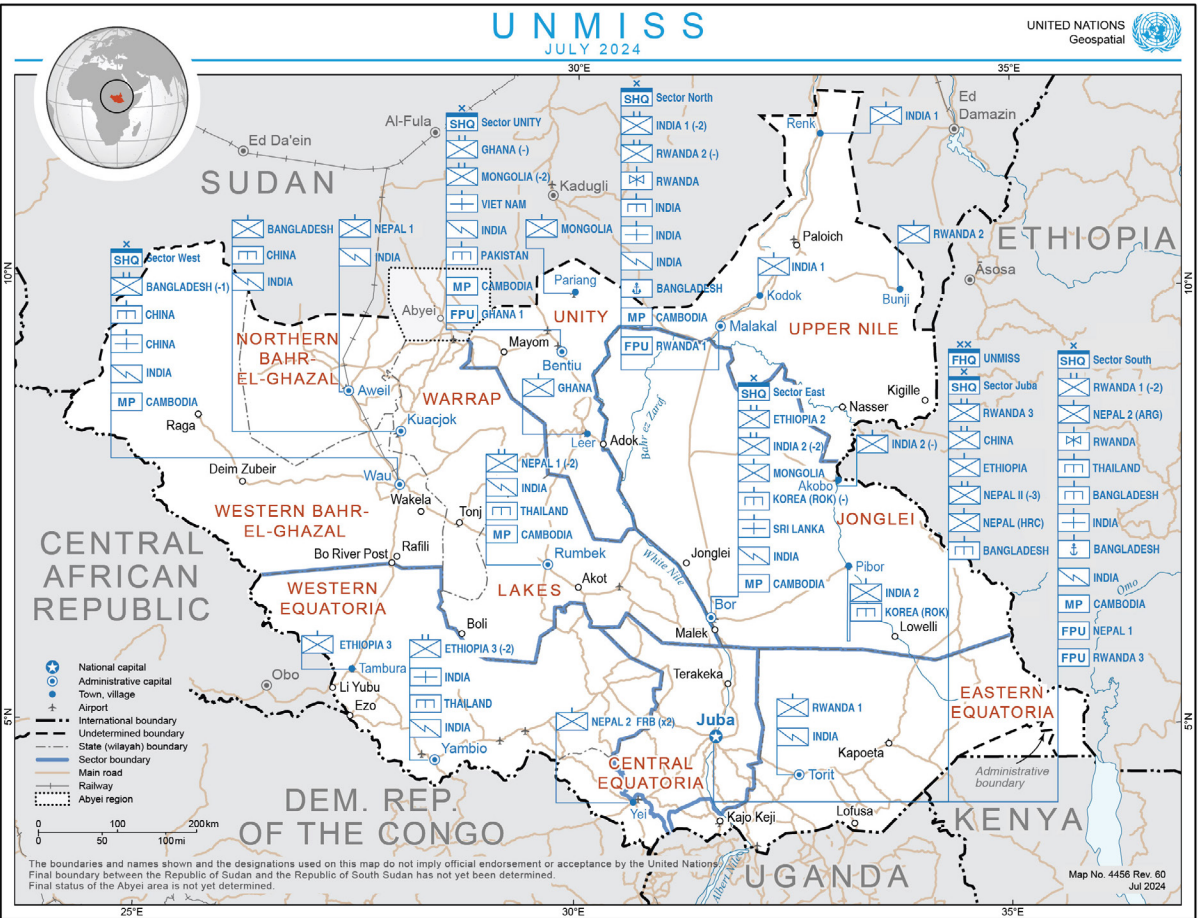 UNMISS
JULY 2024
UNITED NATIONS
Geospatial
30°E
35°E
10°N
10°N
5°N
5°N
25°E
30°E
35°E
SUDAN
ETHIOPIA
CENTRAL
AFRICAN
REPUBLIC
DEM. REP.
OF THE CONGO
UGANDA
KENYA
Ed Da'ein
Al-Fula
Kadugli
Ed
Damazin
Āsosa
Obo
SHQ Sector West
BANGLADESH (-1)
CHINA
CHINA
INDIA
MP CAMBODIA
BANGLADESH
CHINA
INDIA
NEPAL 1
INDIA
SHQ Sector UNITY
GHANA (-)
MONGOLIA (-2)
VIET NAM
INDIA
PAKISTAN
MP CAMBODIA
FPU GHANA 1
MONGOLIA
SHQ Sector North
INDIA 1 (-2)
RWANDA 2 (-)
RWANDA
INDIA
INDIA
INDIA
BANGLADESH
MP CAMBODIA
FPU RWANDA 1
INDIA 1
RWANDA 2
INDIA 1
GHANA
NEPAL 1 (-2)
INDIA
THAILAND
MP CAMBODIA
SHQ Sector East
ETHIOPIA 2
INDIA 2 (-2)
MONGOLIA
KOREA (ROK) (-)
SRI LANKA
INDIA
MP CAMBODIA
INDIA 2 (-)
INDIA 2
KOREA (ROK)
FHQ UNMISS
SHQ Sector Juba
RWANDA 3
CHINA
ETHIOPIA
NEPAL II (-3)
NEPAL (HRC)
BANGLADESH
SHQ Sector South
RWANDA 1 (-2)
NEPAL 2 (ARG)
RWANDA
THAILAND
BANGLADESH
INDIA
BANGLADESH
INDIA
MP CAMBODIA
FPU NEPAL 1
FPU RWANDA 3
ETHIOPIA 3
ETHIOPIA 3 (-2)
INDIA
THAILAND
INDIA
NEPAL 2 FRB (x2)
RWANDA 1
INDIA
NORTHERN
BAHR-
EL-GHAZAL
WARRAP
UNITY
UPPER NILE
WESTERN BAHR-
EL-GHAZAL
LAKES
JONGLEI
WESTERN
EQUATORIA
CENTRAL
EQUATORIA
EASTERN
EQUATORIA
Renk
Paloich
Kodok
Bunji
Malakal
Pariang
Abyei
Mayom
Bentiu
Leer
Adok
Bahr ez Zaraf
Nasser
Kigille
Akobo
Aweil
Kuacjok
Raga
Deim Zubeir
Wau
Wakela
Tonj
Bo River Post
Rafili
Rumbek
Akot
Boli
White Nile
Jonglei
Pibor
Bor
Malek
Lowelli
Terakeka
Juba
Tambura
Li Yubu
Ezo
Yambio
Yei
Kajo Keji
Torit
Kapoeta
Lofusa
Omo
Albert Nile
Administrative
boundary
National capital
Administrative capital
Town, village
Airport
International boundary
Undetermined boundary
State (wilayah) boundary
Sector boundary
Main road
Railway
Abyei region
0 100 200 km
0 50 100 mi
The boundaries and names shown and the designations used on this map do not imply official endorsement or acceptance by the United Nations.
Final boundary between the Republic of Sudan and the Republic of South Sudan has not yet been determined.
Final status of the Abyei area is not yet determined.
Map No. 4456 Rev. 60
Jul 2024